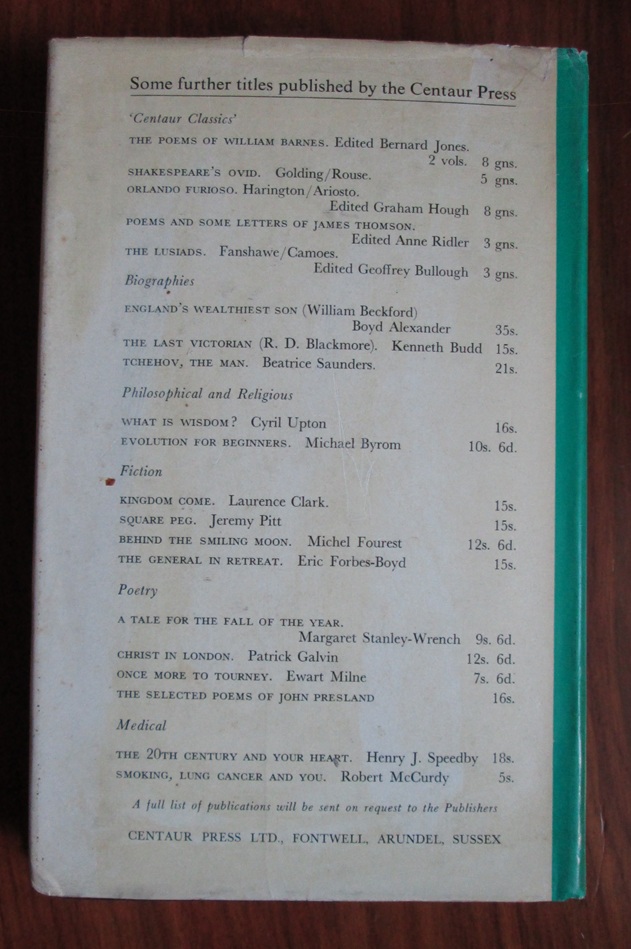 Some further titles published by the Centaur Press
'Centaur Classics'
THE POEMS OF WILLIAM BARNES. Edited Bernard Jones.
2 vols. 8 gns.
SHAKESPEARE'S OVID. Golding/Rouse. 5 gns.
ORLANDO FURIOSO. Harington/Ariosto.
Edited Graham Hough 8 gns.
POEMS AND SOME LETTERS OF JAMES THOMSON.
Edited Anne Ridler 3 gns.
THE LUSIADS. Fanshawe/Camoes.
Edited Geoffrey Bullough 3 gns.
Biographies
ENGLAND'S WEALTHIEST SON (William Beckford)
Boyd Alexander 35s.
THE LAST VICTORIAN (R. D. Blackmore). Kenneth Budd 15s.
TCHEHOV, THE MAN. Beatrice Saunders. 21s.
Philosophical and Religious
WHAT IS WISDOM? Cyril Upton 16s.
EVOLUTION FOR BEGINNERS. Michael Byrom 10s. 6d.
Fiction
KINGDOM COME. Laurence Clark. 15s.
SQUARE PEG. Jeremy Pitt 15s.
BEHIND THE SMILING MOON. Michel Fourest 12s. 6d.
THE GENERAL IN RETREAT. Eric Forbes-Boyd 15s.
Poetry
A TALE FOR THE FALL OF THE YEAR.
Margaret Stanley-Wrench 9s. 6d.
CHRIST IN LONDON. Patrick Galvin 12s. 6d.
ONCE MORE TO TOURNEY. Ewart Milne 7s. 6d.
THE SELECTED POEMS OF JOHN PRESLAND 16s.
Medical
THE 20TH CENTURY AND YOUR HEART. Henry J. Speedby 18s.
SMOKING, LUNG CANCER AND YOU. Robert McCurdy 5s.
A full list of publications will be sent on request to the Publishers
CENTAUR PRESS LTD., FONTWELL, ARUNDEL, SUSSEX